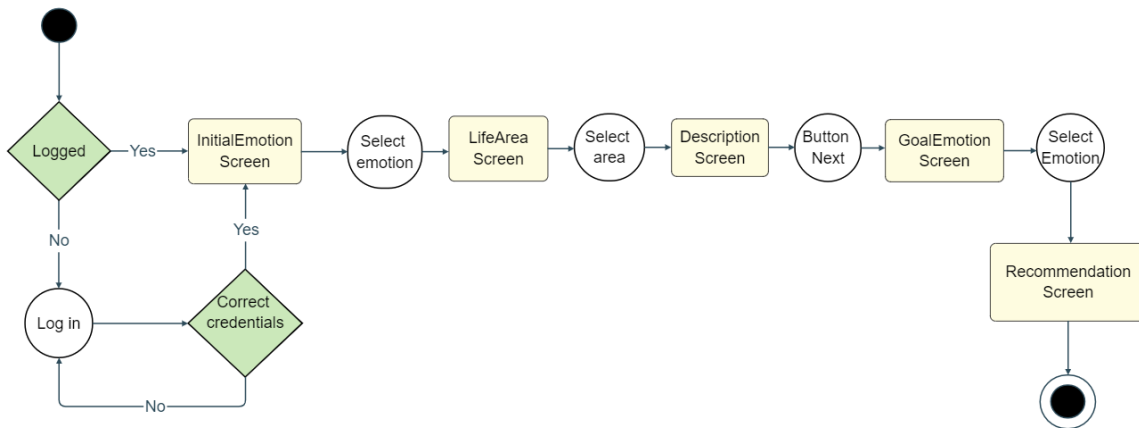 Logged
Yes
InitialEmotion
Screen
Select
emotion
LifeArea
Screen
Select
area
Description
Screen
Button
Next
GoalEmotion
Screen
Select
Emotion
No
Yes
Log in
Correct
credentials
No
Recommendation
Screen